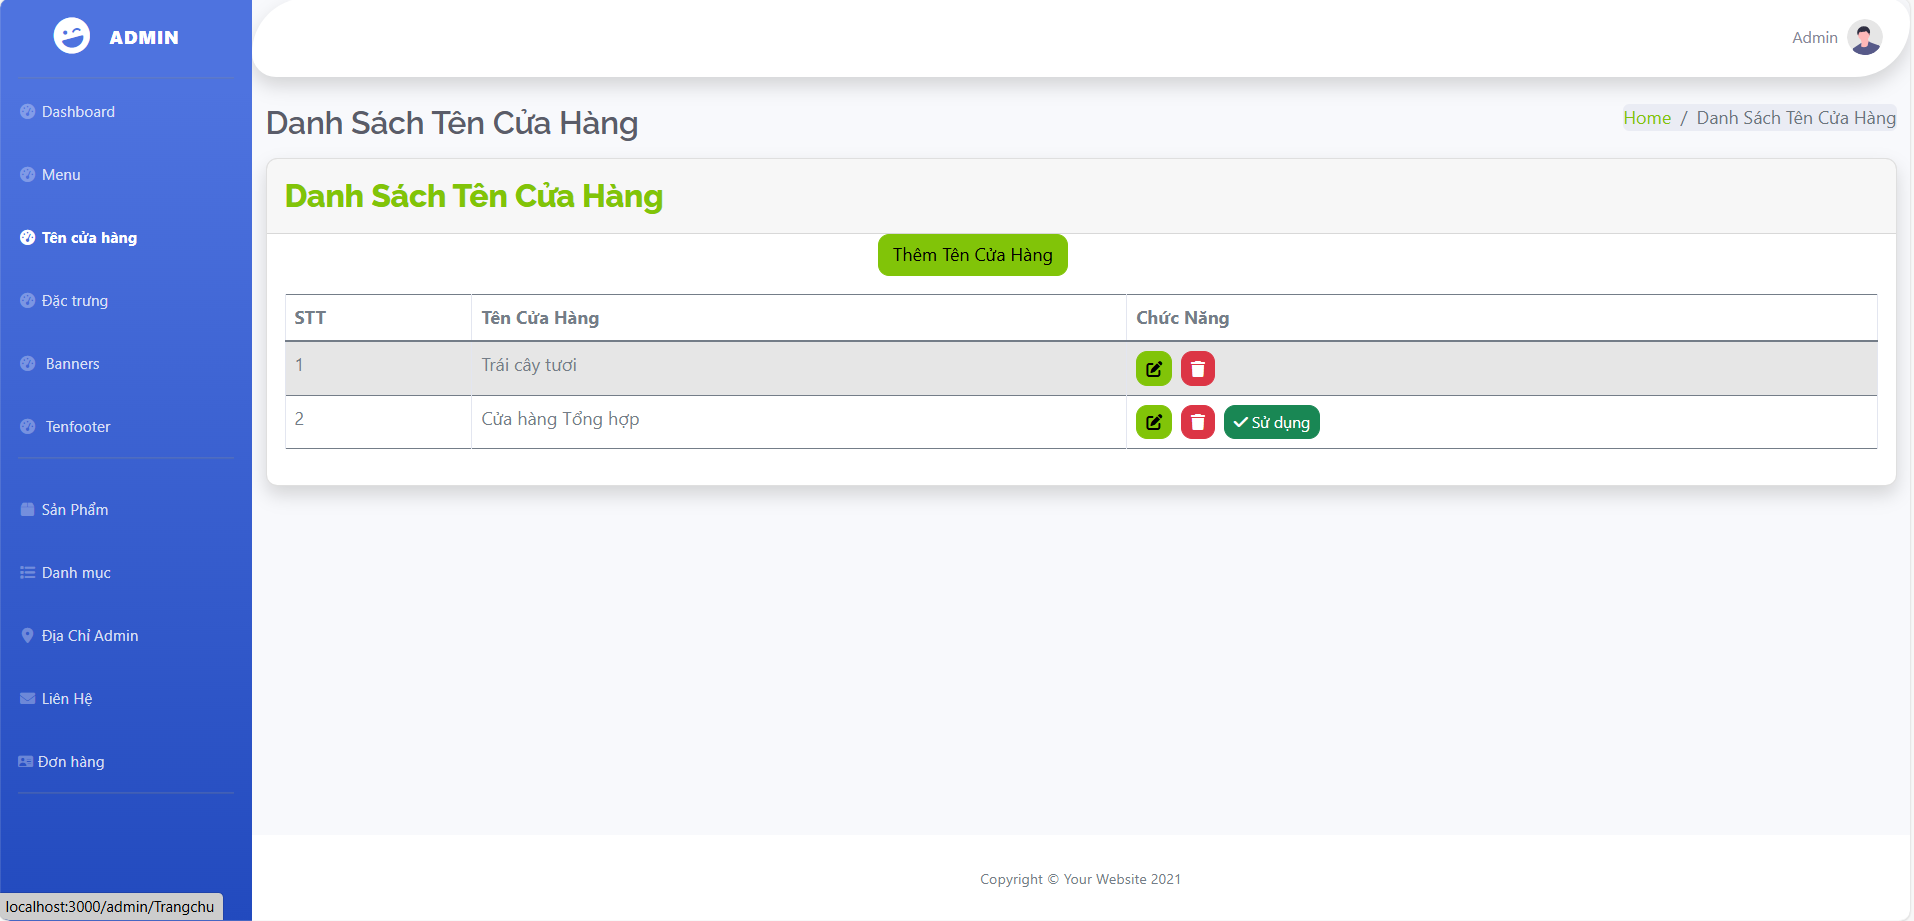 ADMIN
Dashboard
Menu
Tên cửa hàng
Đặc trưng
Banners
Tenfooter
Sản Phẩm
Danh mục
Địa Chỉ Admin
Liên Hệ
Đơn hàng
Admin
Danh Sách Tên Cửa Hàng
Home / Danh Sách Tên Cửa Hàng
Danh Sách Tên Cửa Hàng
Thêm Tên Cửa Hàng
STT Tên Cửa Hàng Chức Năng
1 Trái cây tươi
2 Cửa hàng Tổng hợp Sử dụng
Copyright © Your Website 2021
localhost:3000/admin/Trangchu